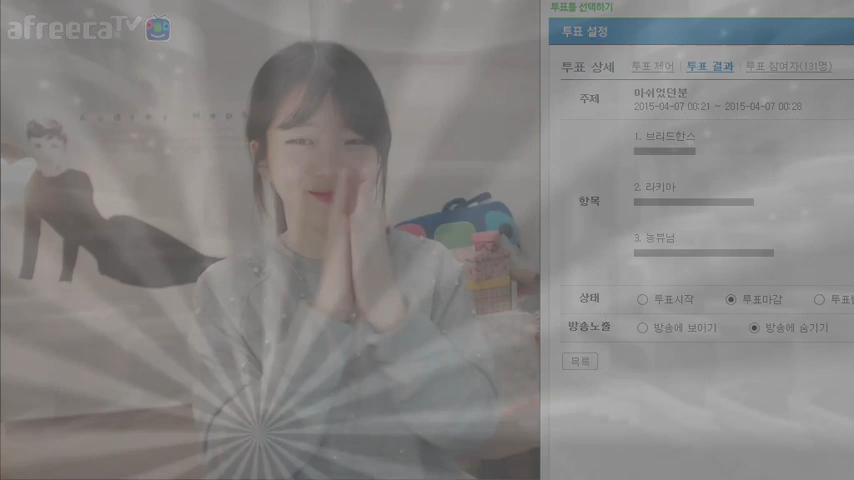 afreecaTV
투표를 선택하기
투표 설정
투표 상세 투표 제어 | 투표 결과 | 투표 참여자(131명)
주제
마쉬었던분
2015-04-07 00:21 ~ 2015-04-07 00:28
항목
1. 브리드한스
2. 라키마
3. 농뷰님
상태 투표시작 투표마감
방송노출 방송에 보이기 방송에 숨기기
목록